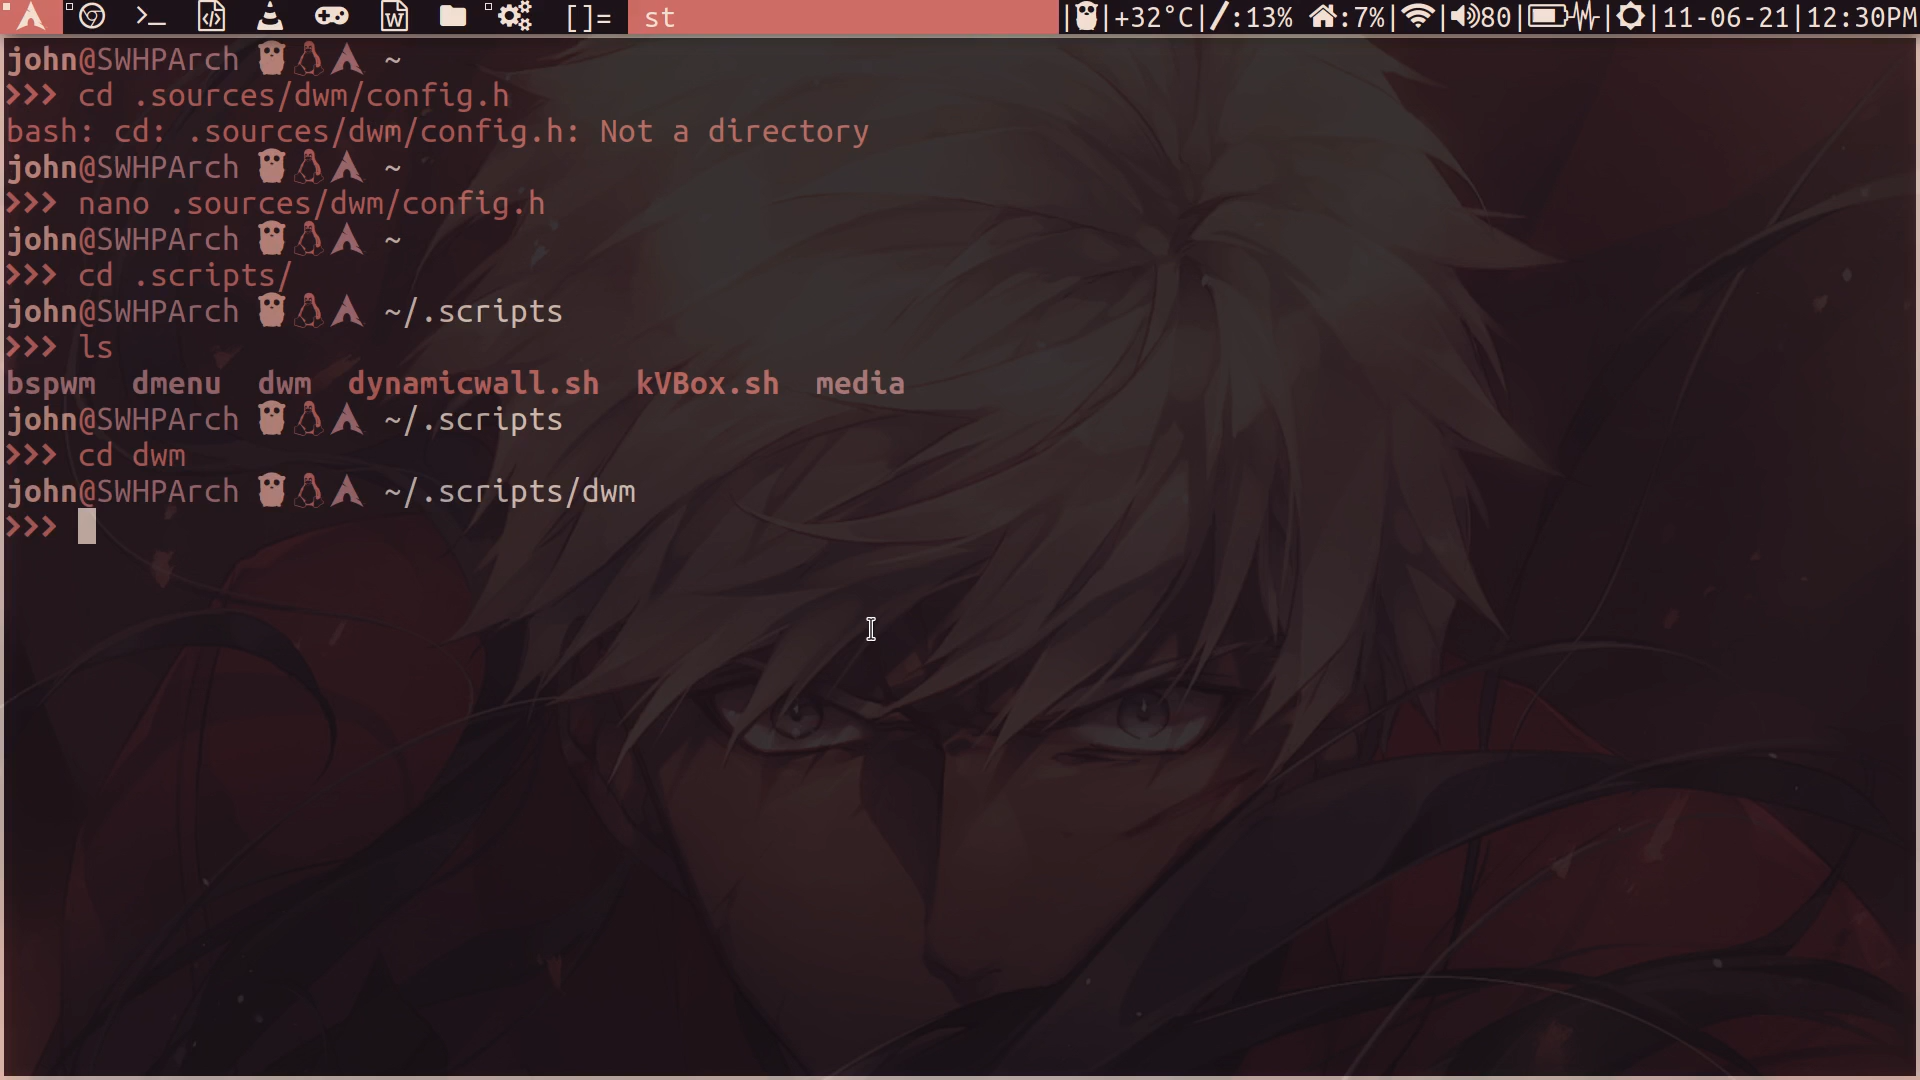 []= st |+32°C|/:13% :7%| | 80| | |11-06-21|12:30PM
john@SWHPArch ~
>>> cd .sources/dwm/config.h
bash: cd: .sources/dwm/config.h: Not a directory
john@SWHPArch ~
>>> nano .sources/dwm/config.h
john@SWHPArch ~
>>> cd .scripts/
john@SWHPArch ~/.scripts
>>> ls
bspwm dmenu dwm dynamicwall.sh kVBox.sh media
john@SWHPArch ~/.scripts
>>> cd dwm
john@SWHPArch ~/.scripts/dwm
>>>